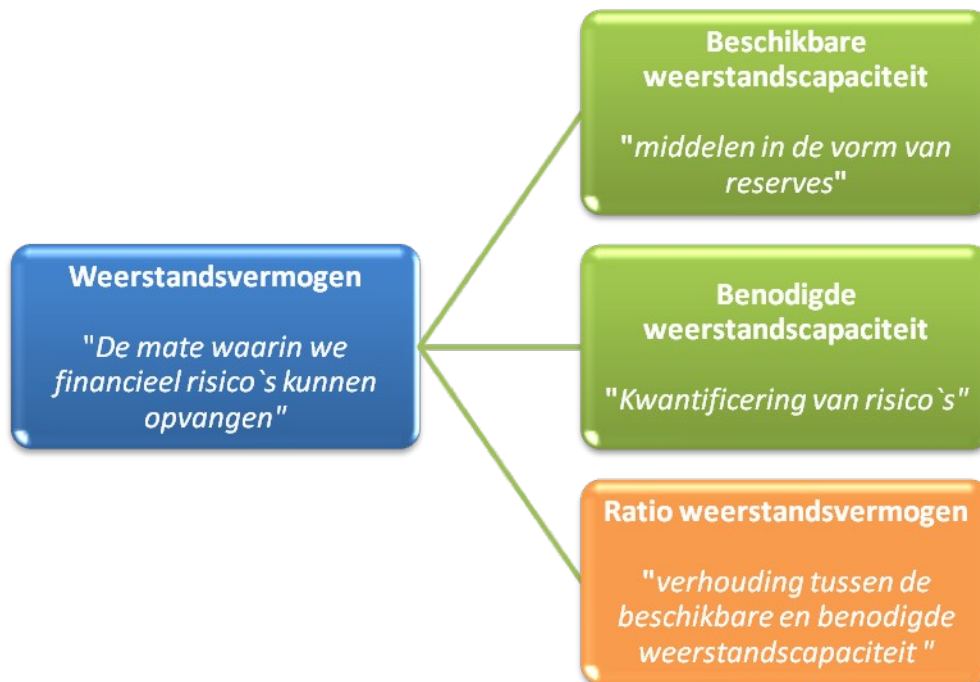 Beschikbare
weerstandscapaciteit
"middelen in de vorm van
reserves"
Weerstandsvermogen
"De mate waarin we
financieel risico`s kunnen
opvangen"
Benodigde
weerstandscapaciteit
"Kwantificering van risico`s"
Ratio weerstandsvermogen
"verhouding tussen de
beschikbare en benodigde
weerstandscapaciteit "